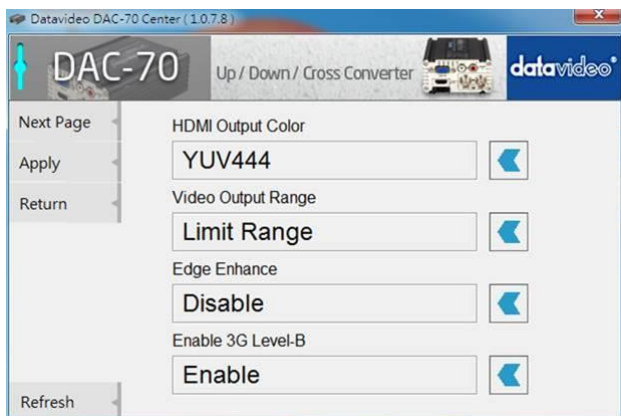 Datavideo DAC-70 Center ( 1.0.7.8 )
DAC-70
Up / Down / Cross Converter
datavideo
Next Page
Apply
Return
HDMI Output Color
YUV444
Video Output Range
Limit Range
Edge Enhance
Disable
Enable 3G Level-B
Enable
Refresh